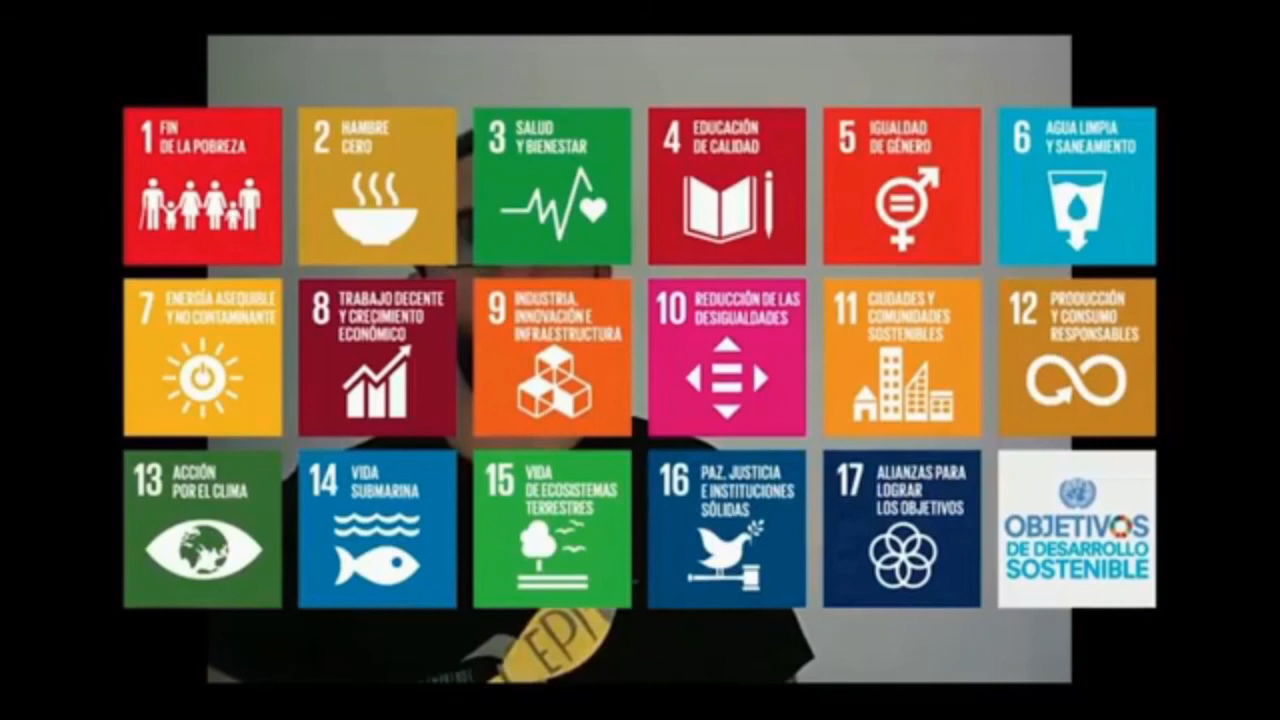 1 FIN
DE LA POBREZA
2 HAMBRE
CERO
3 SALUD
Y BIENESTAR
4 EDUCACIÓN
DE CALIDAD
5 IGUALDAD
DE GÉNERO
6 AGUA LIMPIA
Y SANEAMIENTO
7 ENERGÍA ASEQUIBLE
Y NO CONTAMINANTE
8 TRABAJO DECENTE
Y CRECIMIENTO
ECONÓMICO
9 INDUSTRIA,
INNOVACIÓN E
INFRAESTRUCTURA
10 REDUCCIÓN DE LAS
DESIGUALDADES
11 CIUDADES Y
COMUNIDADES
SOSTENIBLES
12 PRODUCCIÓN
Y CONSUMO
RESPONSABLES
13 ACCIÓN
POR EL CLIMA
14 VIDA
SUBMARINA
15 VIDA
DE ECOSISTEMAS
TERRESTRES
16 PAZ, JUSTICIA
E INSTITUCIONES
SÓLIDAS
17 ALIANZAS PARA
LOGRAR
LOS OBJETIVOS
OBJETIVOS
DE DESARROLLO
SOSTENIBLE